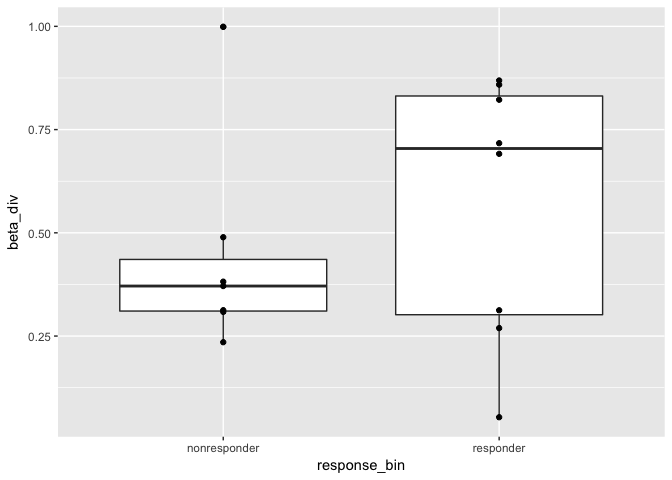 1.00
0.75
0.50
0.25
beta_div
nonresponder
responder
response_bin